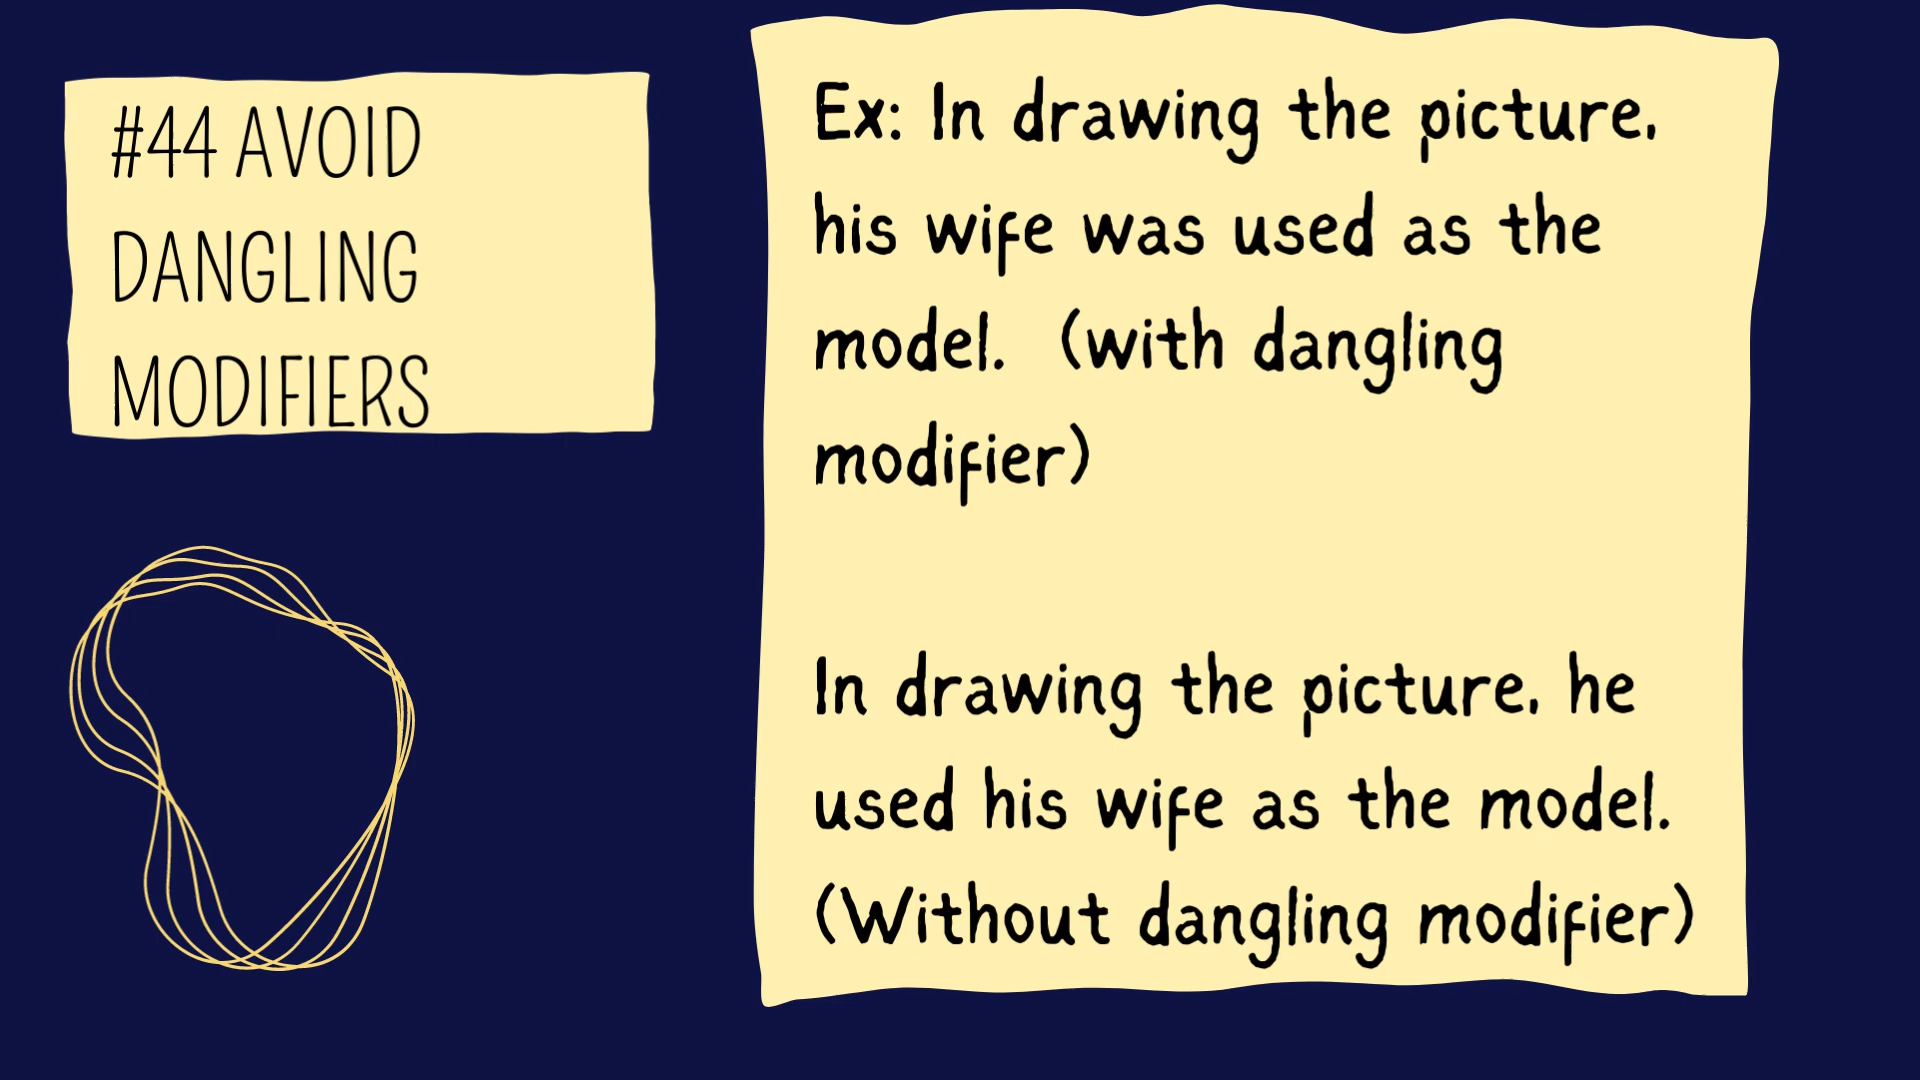 #44 AVOID
DANGLING
MODIFIERS
Ex: In drawing the picture,
his wife was used as the
model.  (with dangling
modifier)
In drawing the picture, he
used his wife as the model.
(Without dangling modifier)